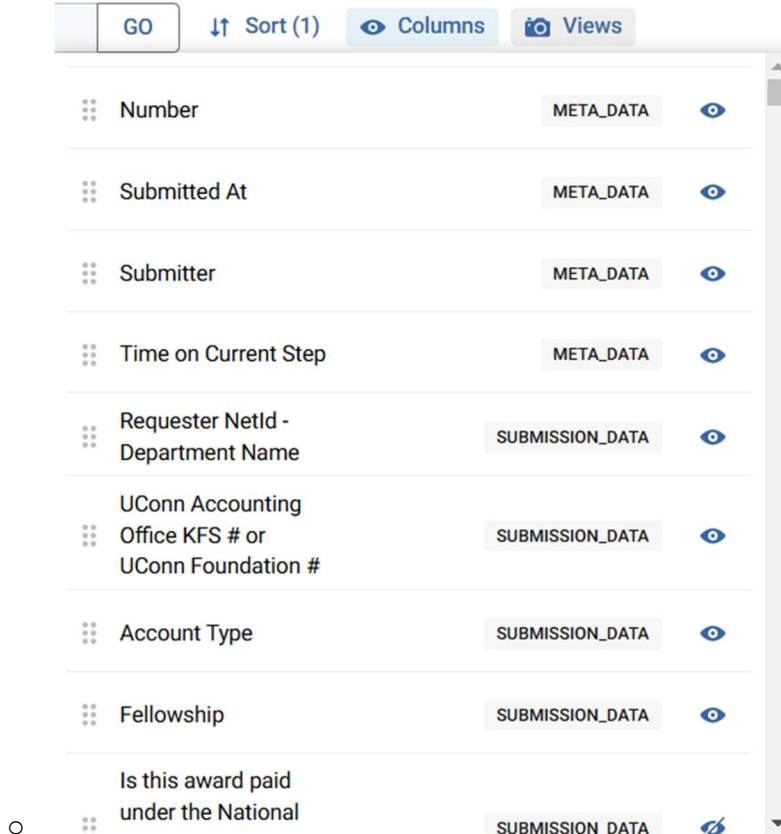 GO Sort (1) Columns Views
Number META_DATA
Submitted At META_DATA
Submitter META_DATA
Time on Current Step META_DATA
Requester NetId -
Department Name SUBMISSION_DATA
UConn Accounting
Office KFS # or SUBMISSION_DATA
UConn Foundation #
Account Type SUBMISSION_DATA
Fellowship SUBMISSION_DATA
Is this award paid
under the National
SUBMISSION_DATA